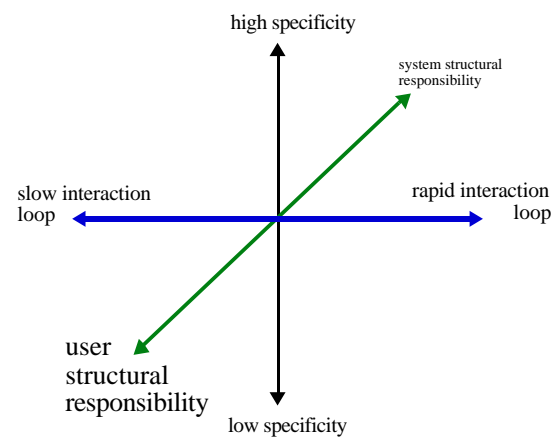 high specificity
system structural
responsibility
slow interaction
loop
rapid interaction
loop
user
structural
responsibility
low specificity